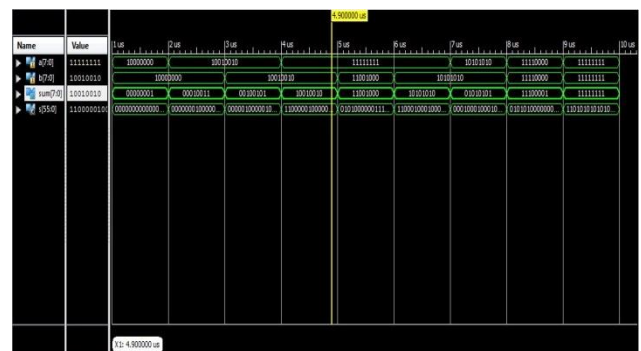 4.900000 us
Name Value 1 us 2 us 3 us 4 us 5 us 6 us 7 us 8 us 9 us 10 us
a[7:0] 11111111 10000000 10010010 11111111 10101010 11110000 11111111
b[7:0] 10010010 10000000 10010010 11001000 10101010 11110000 11111111
sum[7:0] 10010010 00000001 00010011 00100101 10010010 11001000 10101010 01010101 11100001 11111111
s[55:0]
X1: 4.900000 us